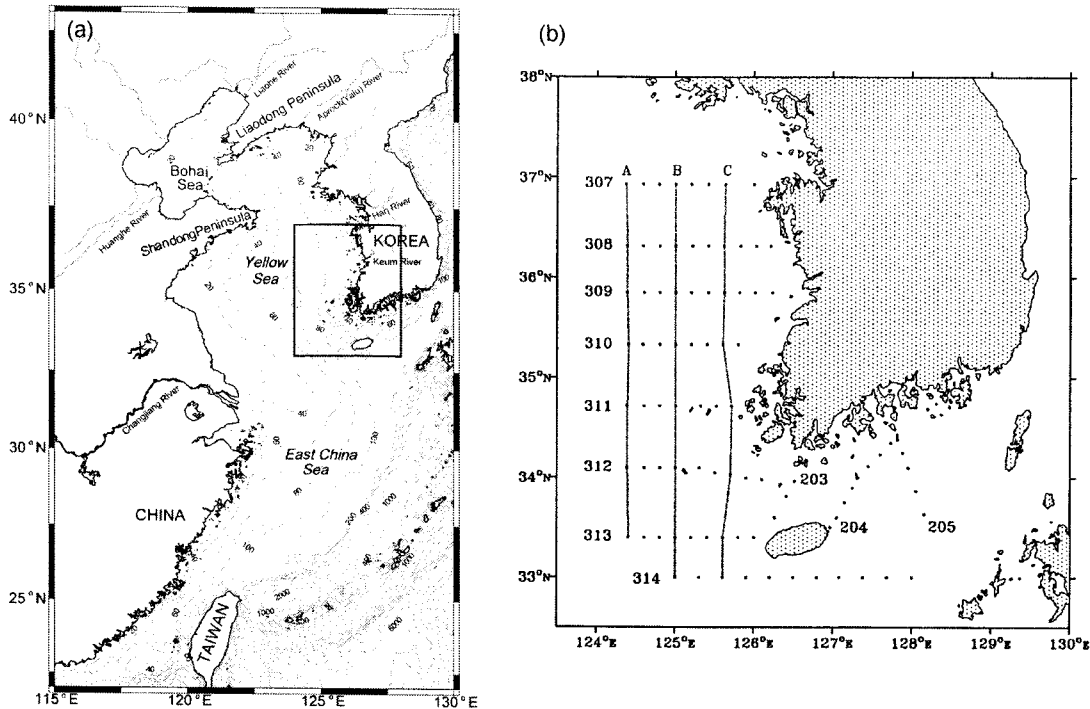 (a)
40°N
35°N
30°N
25°N
115°E
120°E
125°E
130°E
Liaohe River
Liaodong Peninsula
Aprock(Yalu) River
Bohai
Sea
Huanghe River
Shandong Peninsula
Yellow
Sea
Han River
KOREA
Keum River
Changjiang River
East China
Sea
CHINA
TAIWAN
(b)
38°N
37°N
36°N
35°N
34°N
33°N
124°E
125°E
126°E
127°E
128°E
129°E
130°E
A B C
307
308
309
310
311
312
313
314
203
204
205